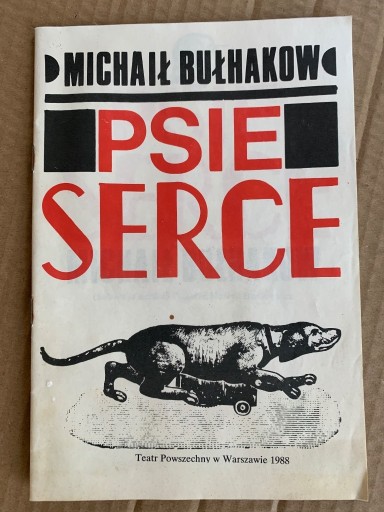 MICHAIŁ BUŁHAKOW
PSIE
SERCE
Teatr Powszechny w Warszawie 1988